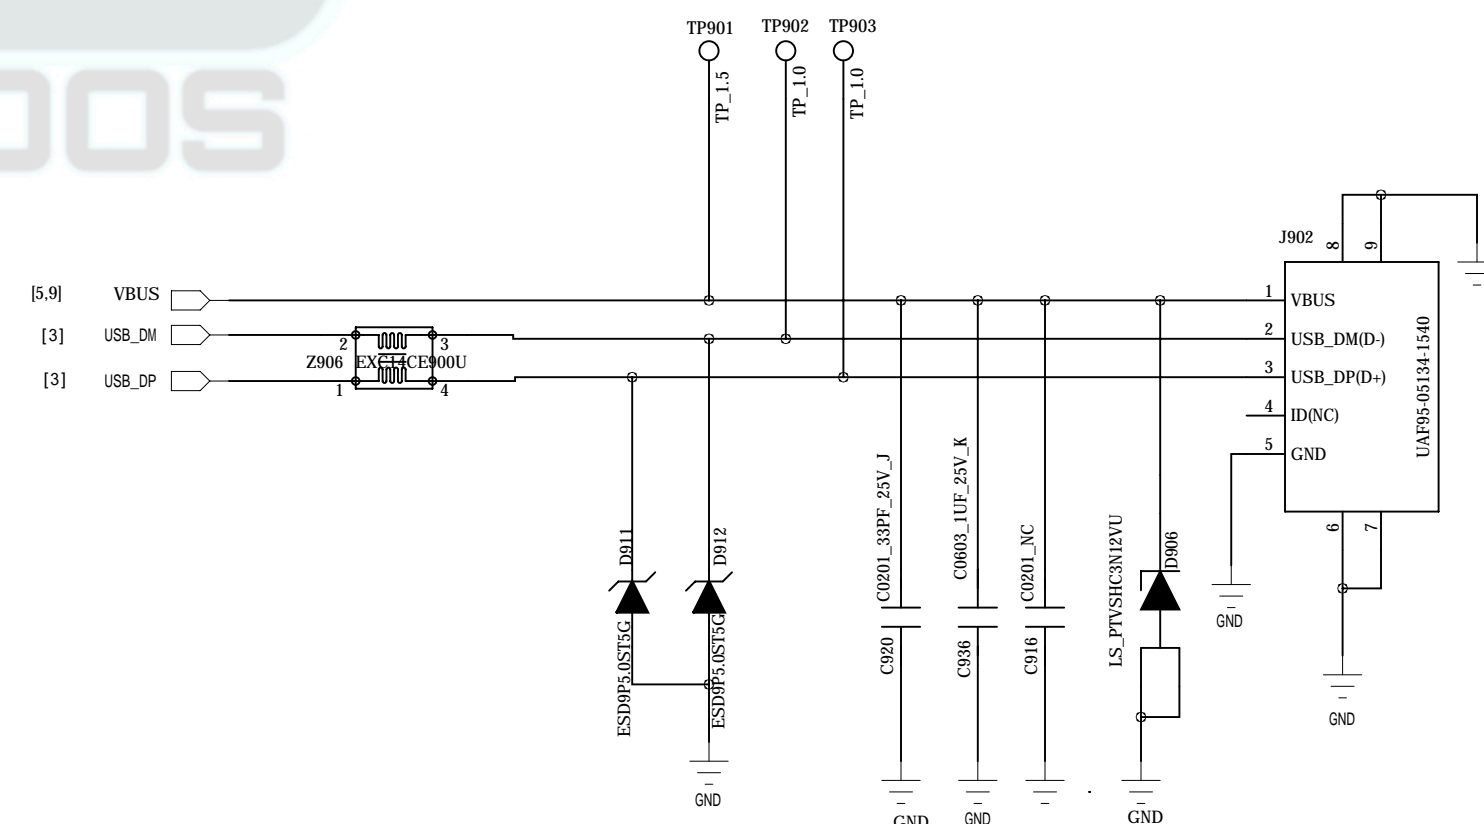 OOS
TP901
TP902
TP903
TP_1.5
TP_1.0
TP_1.0
J902
8
9
[5,9] VBUS
[3] USB_DM
[3] USB_DP
2
3
Z906 EXC14CE900U
1
4
1 VBUS
2 USB_DM(D-)
3 USB_DP(D+)
4 ID(NC)
5 GND
UAF95-05134-1540
6
7
D911
ESD9P5.0ST5G
D912
ESD9P5.0ST5G
C0201_33PF_25V_J
C920
C0603_1UF_25V_K
C936
C0201_NC
C916
LS_PTVSHC3N12VU
D906
GND
GND
GND
GND
GND
GND